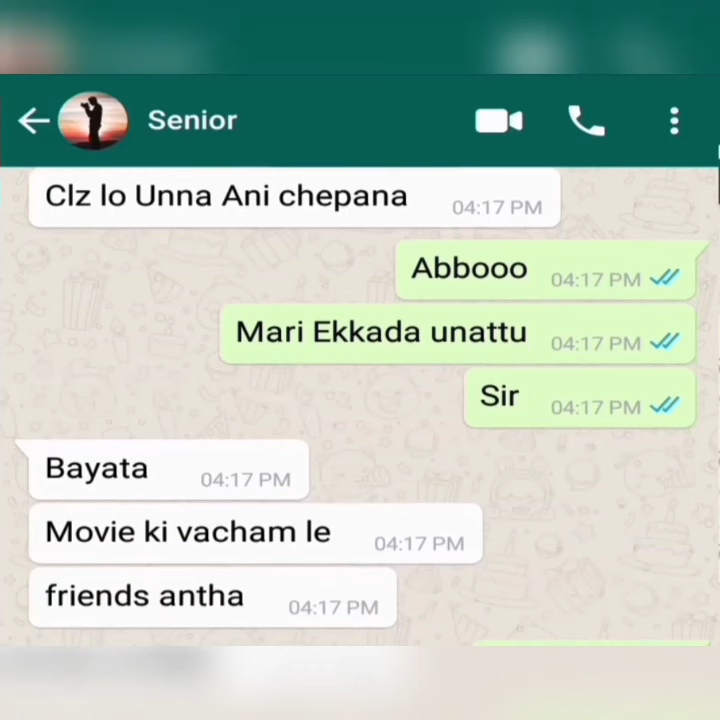 Senior
Clz lo Unna Ani chepana 04:17 PM
Abbooo 04:17 PM
Mari Ekkada unattu 04:17 PM
Sir 04:17 PM
Bayata 04:17 PM
Movie ki vacham le 04:17 PM
friends antha 04:17 PM